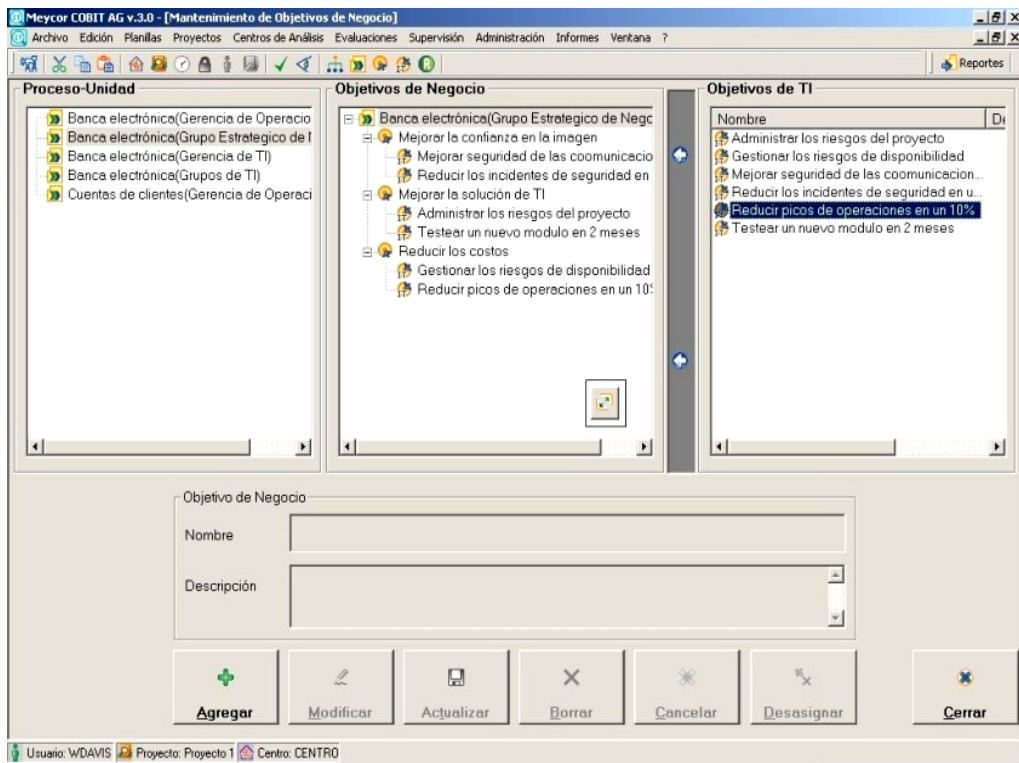 Meycor COBIT AG v.3.0 - [Mantenimiento de Objetivos de Negocio]
Archivo Edición Planillas Proyectos Centros de Análisis Evaluaciones Supervisión Administración Informes Ventana ?
Reportes
Proceso-Unidad
Banca electrónica(Gerencia de Operacio
Banca electrónica(Grupo Estrategico de
Banca electrónica(Gerencia de TI)
Banca electrónica(Grupos de TI)
Cuentas de clientes(Gerencia de Operaci
Objetivos de Negocio
Banca electrónica(Grupo Estrategico de Negc
Mejorar la confianza en la imagen
Mejorar seguridad de las coomunicacio
Reducir los incidentes de seguridad en
Mejorar la solución de TI
Administrar los riesgos del proyecto
Testear un nuevo modulo en 2 meses
Reducir los costos
Gestionar los riesgos de disponibilidad
Reducir picos de operaciones en un 10%
Objetivos de TI
Nombre De
Administrar los riesgos del proyecto
Gestionar los riesgos de disponibilidad
Mejorar seguridad de las coomunicacion...
Reducir los incidentes de seguridad en u...
Reducir picos de operaciones en un 10%
Testear un nuevo modulo en 2 meses
Objetivo de Negocio
Nombre
Descripción
Agregar Modificar Actualizar Borrar Cancelar Desasignar Cerrar
Usuario: WDAVIS Proyecto: Proyecto 1 Centro: CENTRO